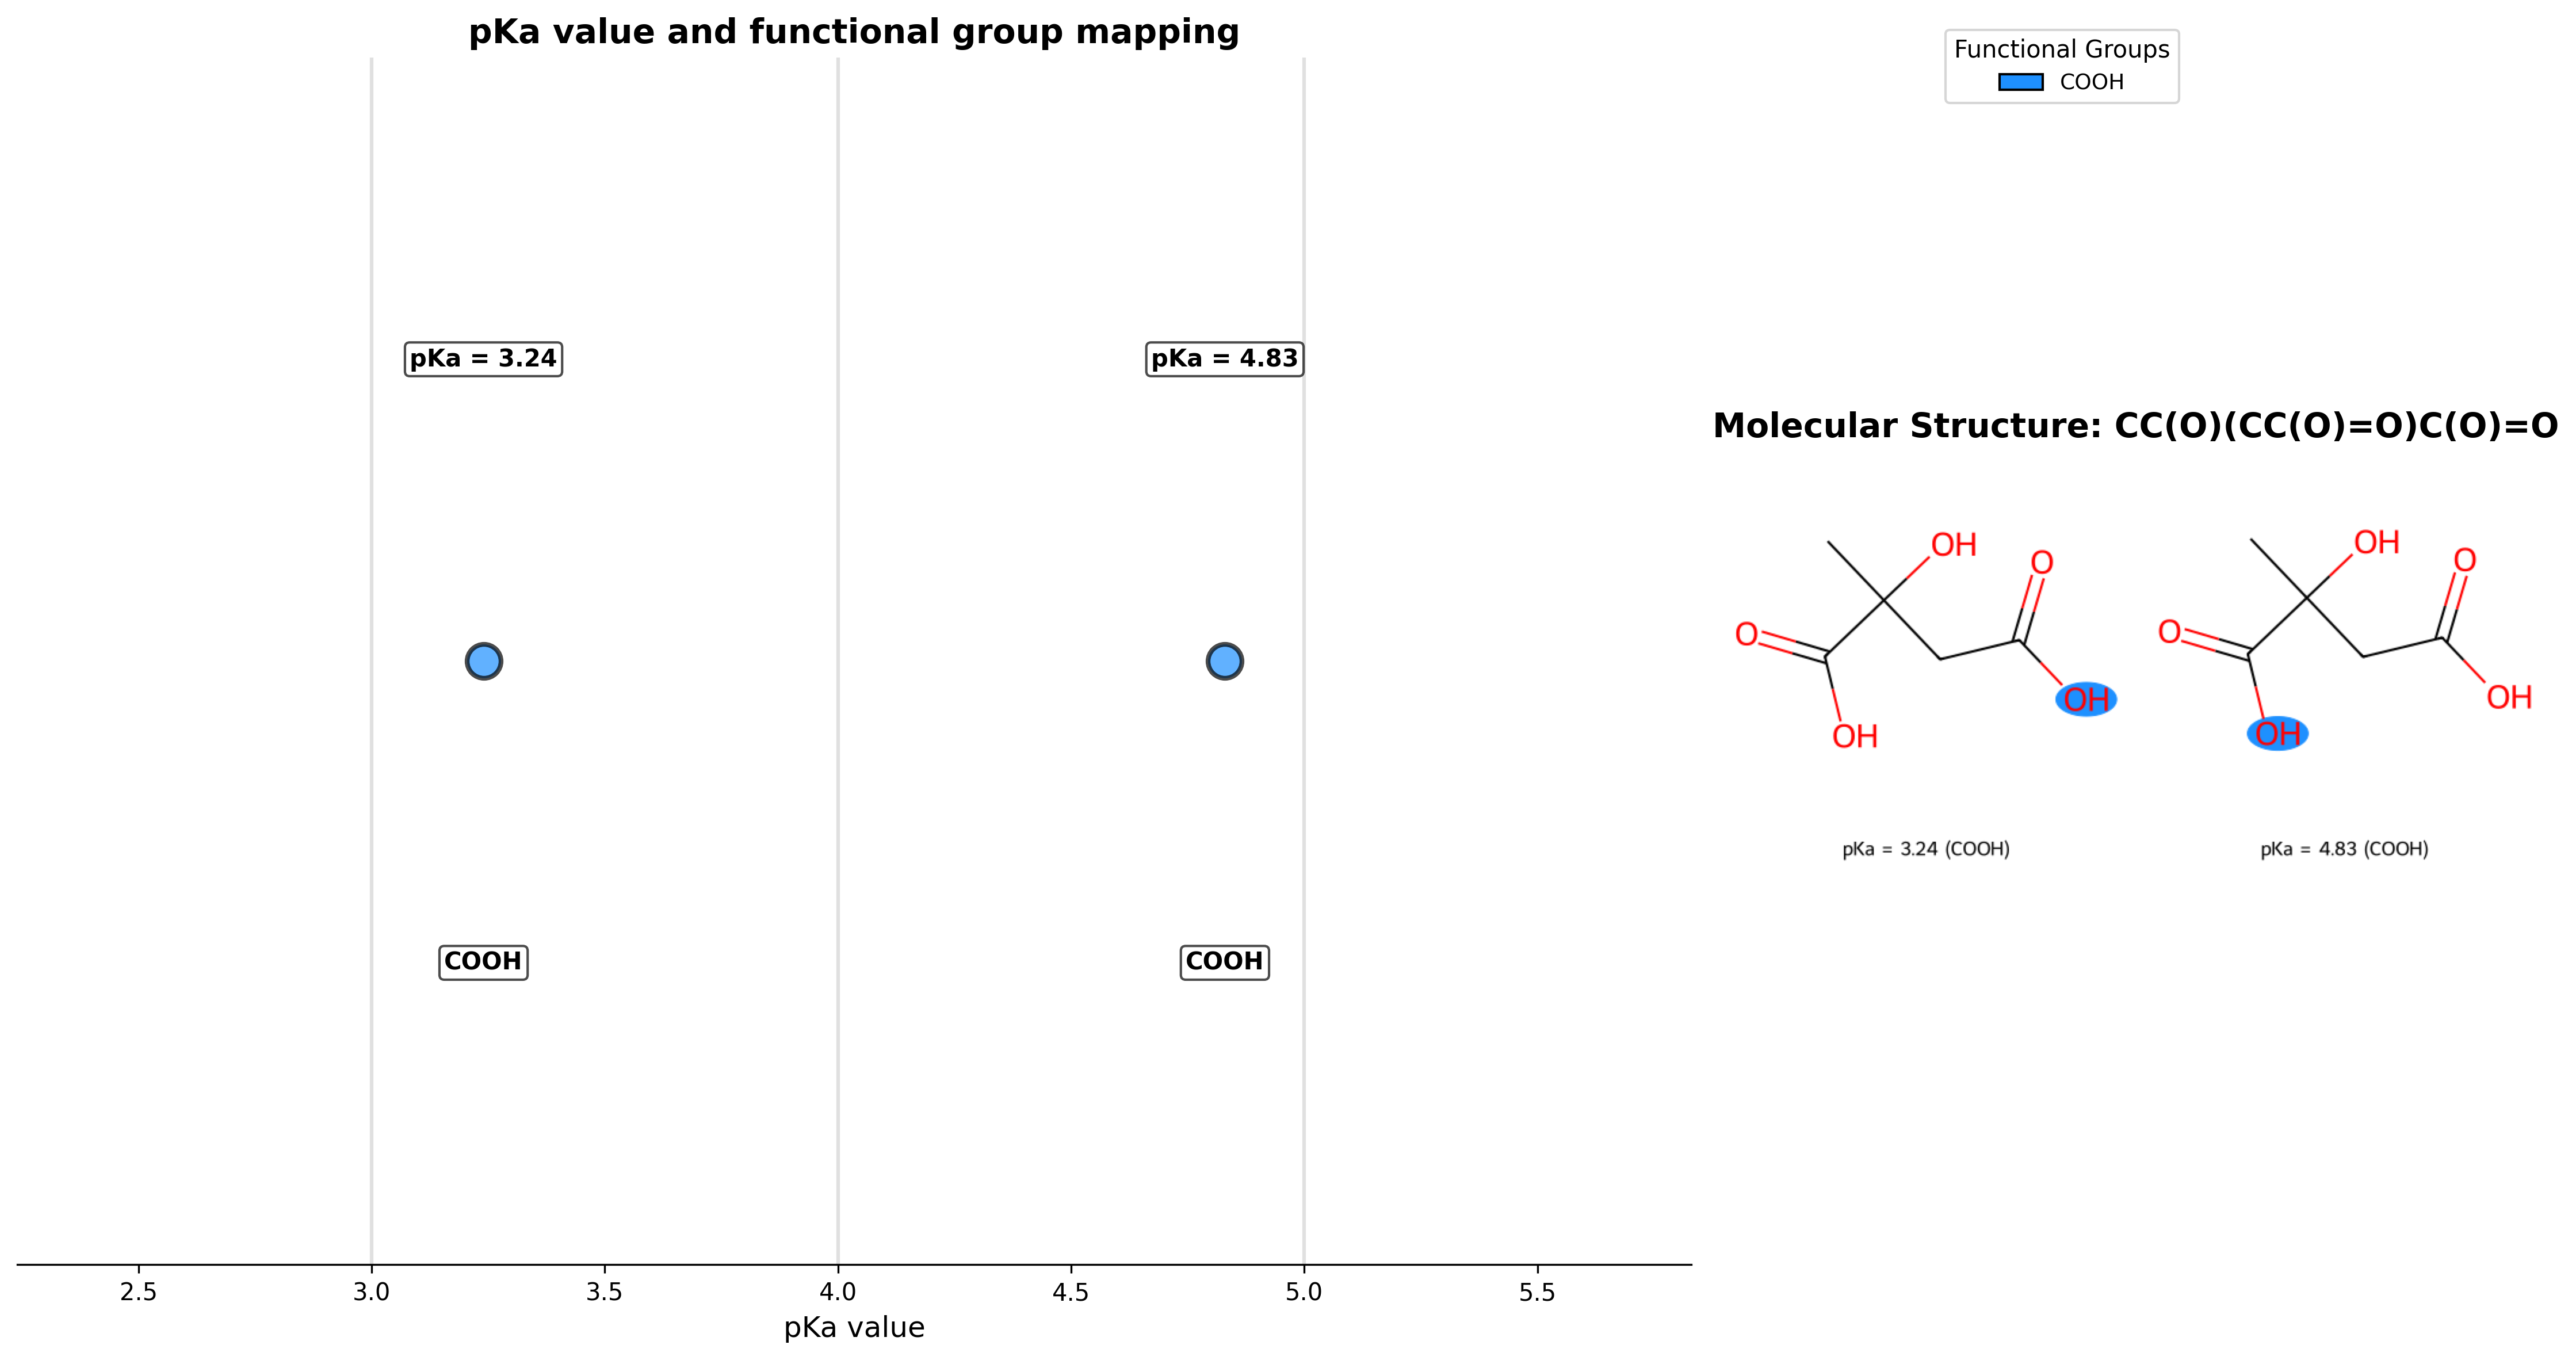 pKa value and functional group mapping
pKa = 3.24
pKa = 4.83
COOH
COOH
2.5
3.0
3.5
4.0
4.5
5.0
5.5
pKa value
Functional Groups
COOH
Molecular Structure: CC(O)(CC(O)=O)C(O)=O
OH
O
O
OH
OH
OH
O
O
OH
OH
pKa = 3.24 (COOH)
pKa = 4.83 (COOH)